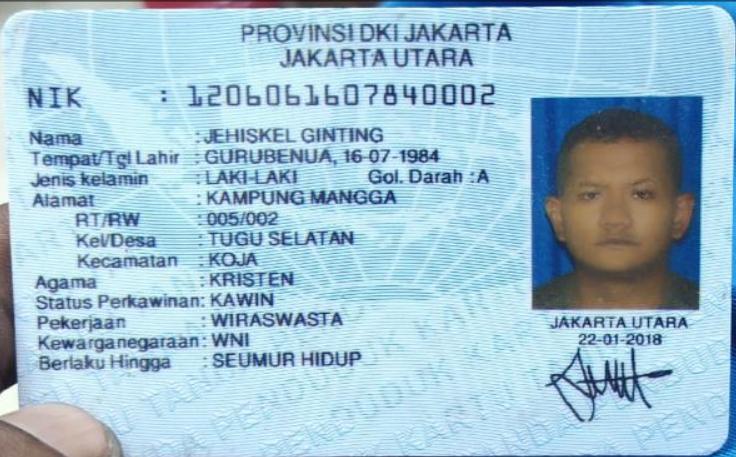 PROVINSI DKI JAKARTA
JAKARTA UTARA
NIK : 1206061607840002
Nama : JEHISKEL GINTING
Tempat/Tgl Lahir : GURUBENUA, 16-07-1984
Jenis kelamin : LAKI-LAKI Gol. Darah : A
Alamat : KAMPUNG MANGGA
RT/RW : 005/002
Kel/Desa : TUGU SELATAN
Kecamatan : KOJA
Agama : KRISTEN
Status Perkawinan: KAWIN
Pekerjaan : WIRASWASTA
Kewarganegaraan: WNI
Berlaku Hingga : SEUMUR HIDUP
JAKARTA UTARA
22-01-2018